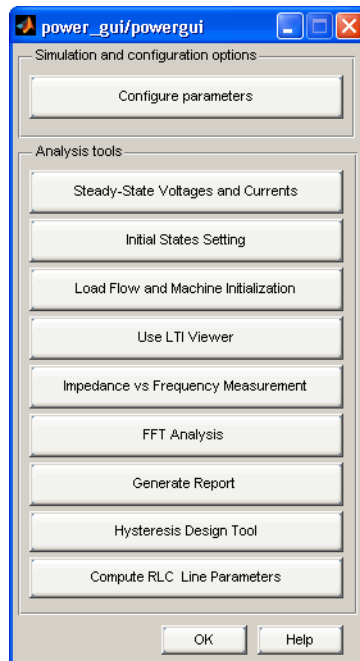 power_gui/powergui
Simulation and configuration options
Configure parameters
Analysis tools
Steady-State Voltages and Currents
Initial States Setting
Load Flow and Machine Initialization
Use LTI Viewer
Impedance vs Frequency Measurement
FFT Analysis
Generate Report
Hysteresis Design Tool
Compute RLC Line Parameters
OK Help